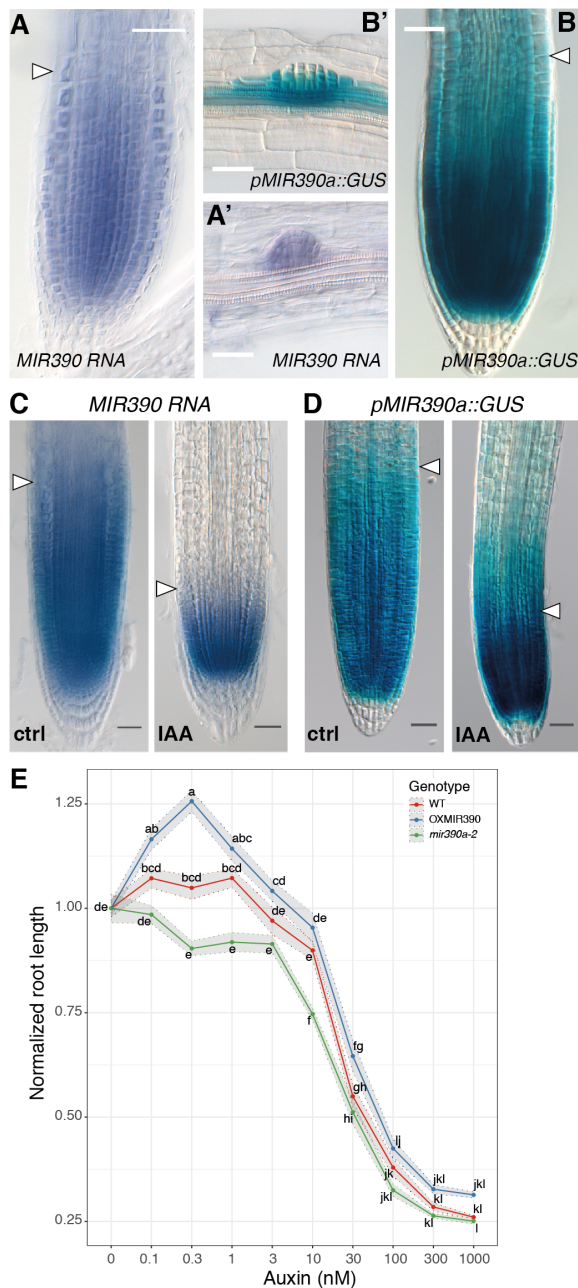 A
B'
B
pMIR390a::GUS
A'
MIR390 RNA
MIR390 RNA
pMIR390a::GUS
C
MIR390 RNA
D
pMIR390a::GUS
ctrl
IAA
ctrl
IAA
E
Genotype
WT
OXMIR390
mir390a-2
Normalized root length
1.25
1.00
0.75
0.50
0.25
a
ab
abc
bcd
bcd
bcd
cd
de
de
de
de
e
e
e
e
f
fg
gh
hi
ij
jk
jkl
jkl
jkl
kl
kl
kl
l
0
0.1
0.3
1
3
10
30
100
300
1000
Auxin (nM)